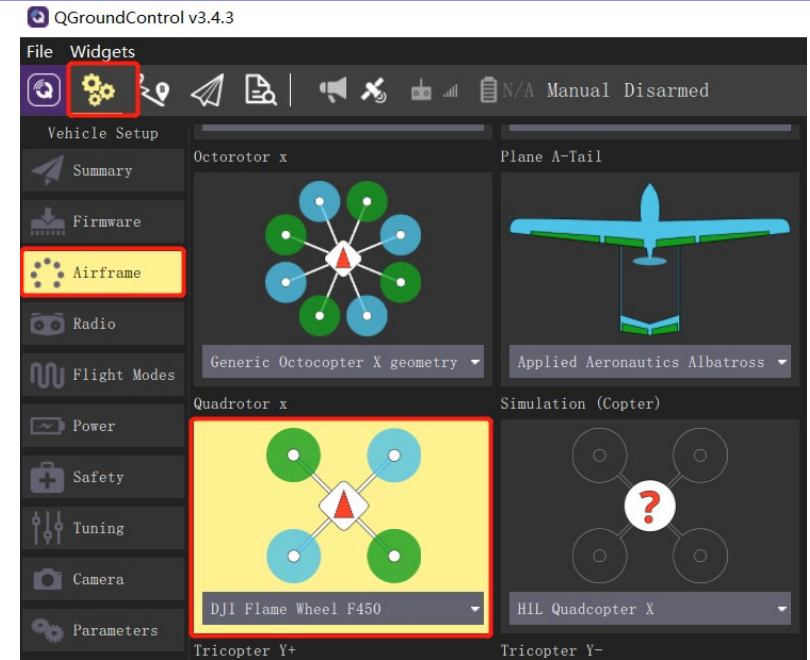 QGroundControl v3.4.3
File Widgets
N/A Manual Disarmed
Vehicle Setup
Summary
Firmware
Airframe
Radio
Flight Modes
Power
Safety
Tuning
Camera
Parameters
Octorotor x
Plane A-Tail
Generic Octocopter X geometry
Applied Aeronautics Albatross
Quadrotor x
Simulation (Copter)
?
DJI Flame Wheel F450
HIL Quadcopter X
Tricopter Y+
Tricopter Y-